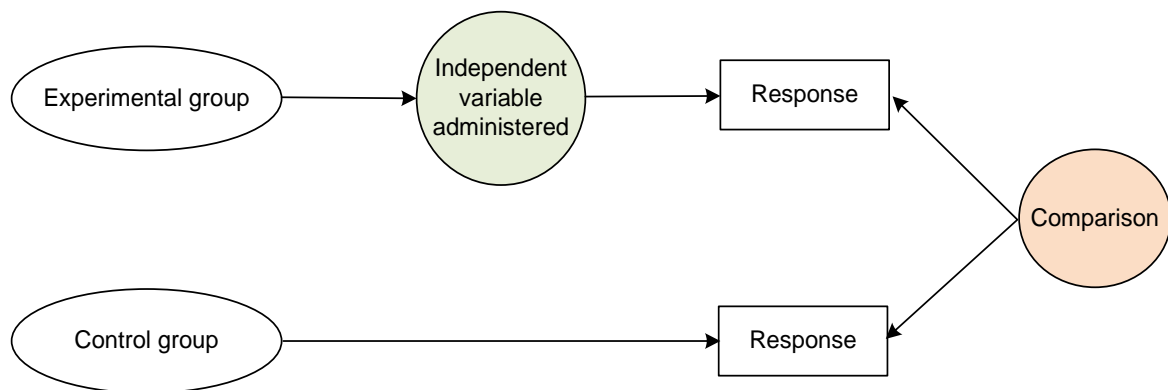 Experimental group
Independent
variable
administered
Response
Comparison
Control group
Response